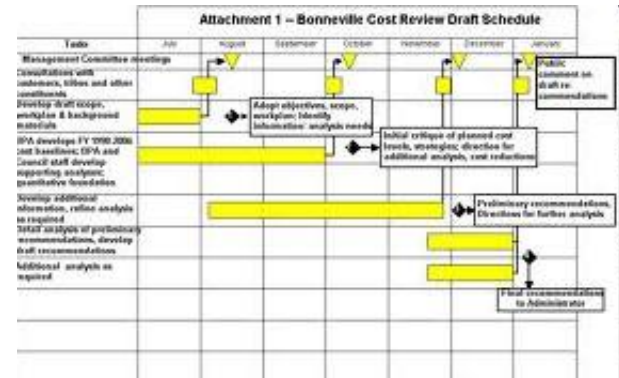 Attachment 1 -- Bonneville Cost Review Draft Schedule
Tasks July August September October November December January
Management Committee meetings
Consultations with
customers, tribes and other
constituents
Public
comment on
draft re
commendations
Develop draft scope,
workplan & background
materials
Adopt objectives, scope,
workplan; Identify
information analysis needs
BPA develops FY 1998-2006
cost baselines; BPA and
Council staff develop
supporting analyses;
quantitative foundation
Initial critique of planned cost
levels, strategies; direction for
additional analysis, cost reductions
Develop additional
information, refine analysis
as required
Preliminary recommendations,
Directions for further analysis
Detail analysis of preliminary
recommendations, develop
draft recommendations
Additional analysis as
required
Final recommendations
to Administrator